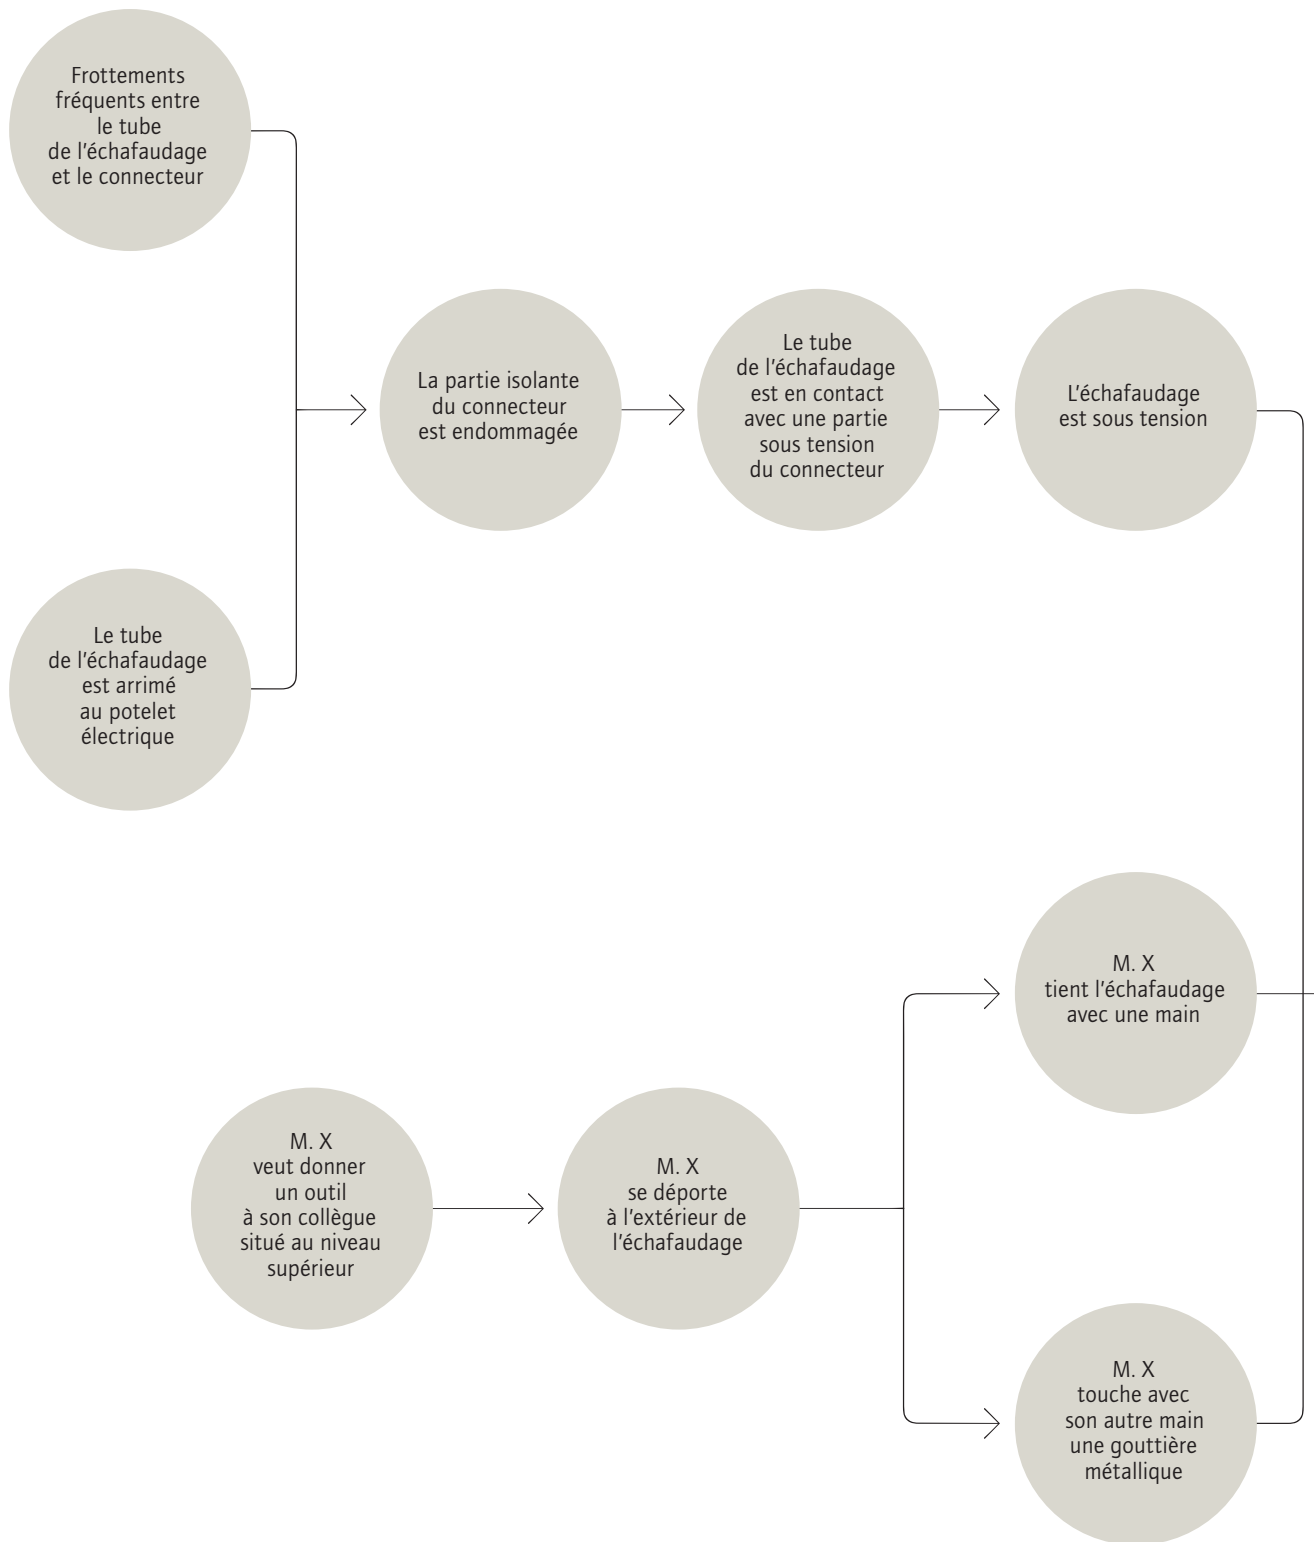 Frottements
fréquents entre
le tube
de l'échafaudage
et le connecteur
La partie isolante
du connecteur
est endommagée
Le tube
de l'échafaudage
est en contact
avec une partie
sous tension
du connecteur
L'échafaudage
est sous tension
Le tube
de l'échafaudage
est arrimé
au potelet
électrique
M. X
tient l'échafaudage
avec une main
M. X
veut donner
un outil
à son collègue
situé au niveau
supérieur
M. X
se déporte
à l'extérieur de
l'échafaudage
M. X
touche avec
son autre main
une gouttière
métallique